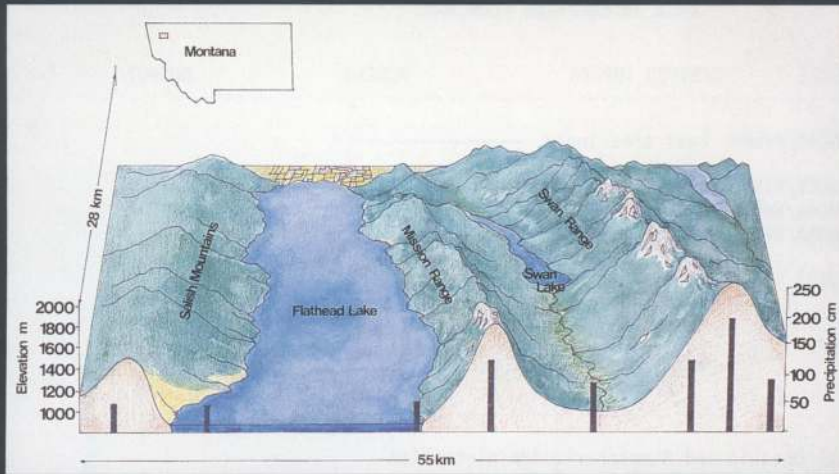 Montana
28 km
Salish Mountains
Flathead Lake
Mission Range
Swan
Lake
Swan Range
Elevation m
2000
1800
1600
1400
1200
1000
Precipitation cm
250
200
150
100
50
55 km